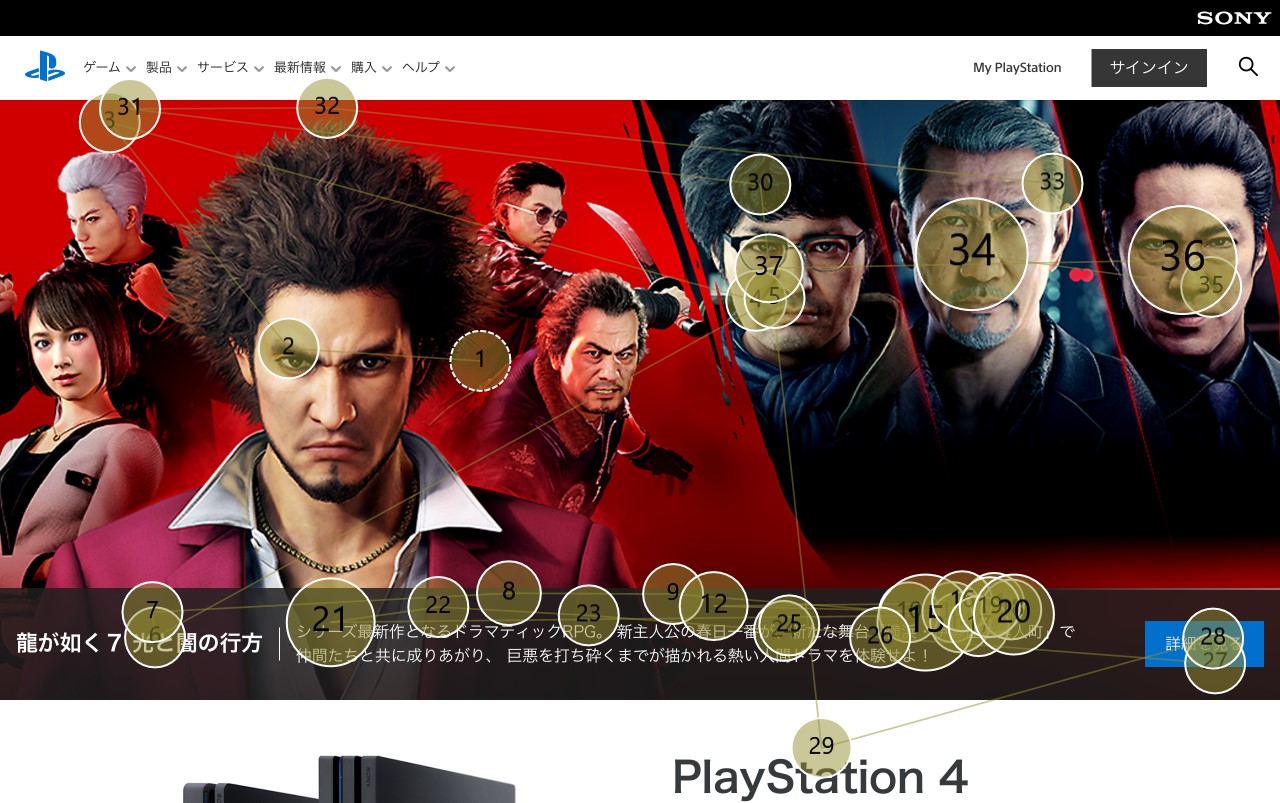 SONY
ゲーム 製品 サービス 最新情報 購入 ヘルプ My PlayStation サインイン
31 32
3
30 33
34
37 36
4 5 35
2 1
8
7 22 9 12 16 19
6 21 23 25 26 15 20 28
27
龍が如く7 光と闇の行方
シリーズ最新作となるドラマティックRPG。 新主人公の春日一番が 新たな舞台 人町」で
仲間たちと共に成りあがり、 巨悪を打ち砕くまでが描かれる熱い人間ドラマを体験せよ！
詳細を見る
29
PlayStation 4
SONY